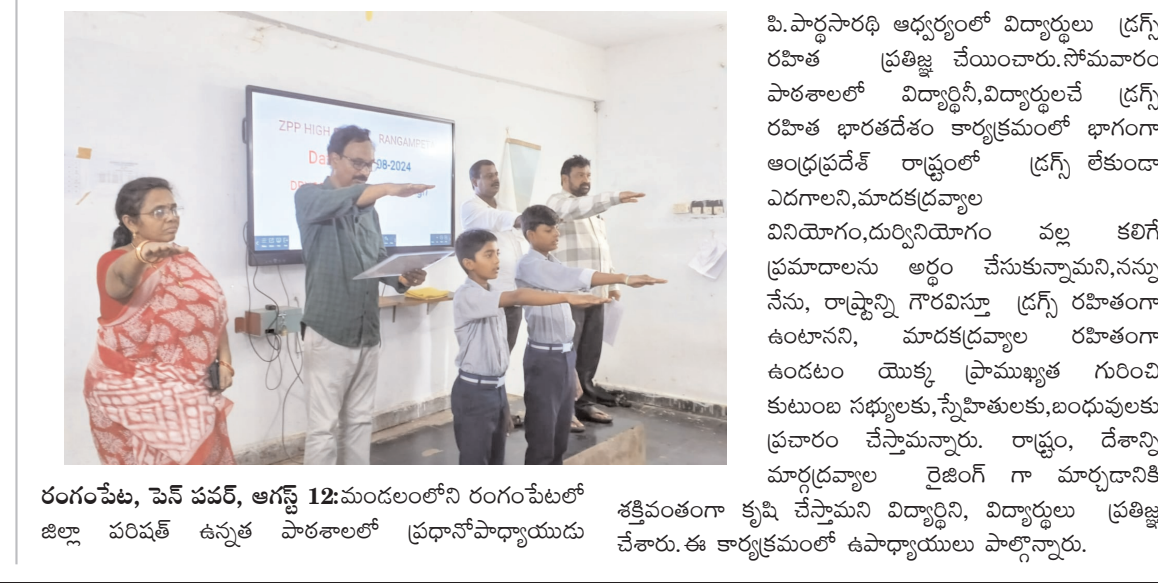 ZPP HIGH RANGAMPE
Da 08-2024
రంగంపేట, పెన్ పవర్, ఆగస్ట్ 12:మండలంలోని రంగంపేటలో
జిల్లా పరిషత్ ఉన్నత పాఠశాలలో ప్రధానోపాధ్యాయుడు
పి.పార్థసారథి ఆధ్వర్యంలో విద్యార్థులు డ్రగ్స్
రహిత ప్రతిజ్ఞ చేయించారు.సోమవారం
పాఠశాలలో విద్యార్థినీ,విద్యార్థులచే డ్రగ్స్
రహిత భారతదేశం కార్యక్రమంలో భాగంగా
ఆంధ్రప్రదేశ్ రాష్ట్రంలో డ్రగ్స్ లేకుండా
ఎదగాలని,మాదకద్రవ్యాల
వినియోగం,దుర్వినియోగం వల్ల కలిగే
ప్రమాదాలను అర్థం చేసుకున్నామని,నన్ను
నేను, రాష్ట్రాన్ని గౌరవిస్తూ డ్రగ్స్ రహితంగా
ఉంటానని, మాదకద్రవ్యాల రహితంగా
ఉండటం యొక్క ప్రాముఖ్యత గురించి
కుటుంబ సభ్యులకు,స్నేహితులకు,బంధువులకు
ప్రచారం చేస్తామన్నారు. రాష్ట్రం, దేశాన్ని
మార్గద్రవ్యాల రైజింగ్ గా మార్చడానికి
శక్తివంతంగా కృషి చేస్తామని విద్యార్థిని, విద్యార్థులు ప్రతిజ్ఞ
చేశారు.ఈ కార్యక్రమంలో ఉపాధ్యాయులు పాల్గొన్నారు.